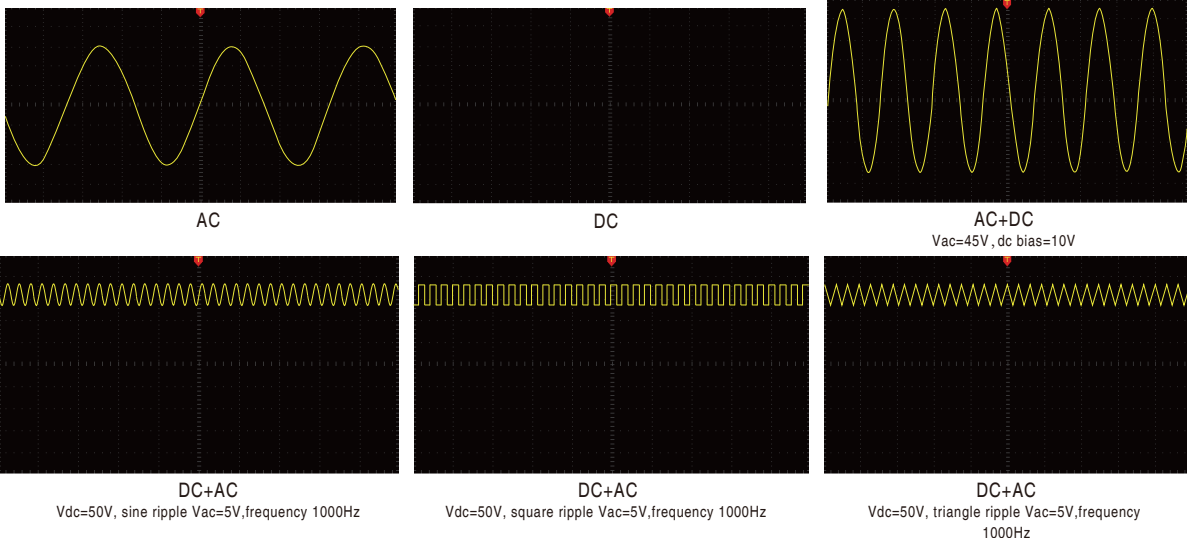 T
T
T
AC
DC
AC+DC
Vac=45V, dc bias=10V
T
T
T
DC+AC
Vdc=50V, sine ripple Vac=5V,frequency 1000Hz
DC+AC
Vdc=50V, square ripple Vac=5V,frequency 1000Hz
DC+AC
Vdc=50V, triangle ripple Vac=5V,frequency
1000Hz